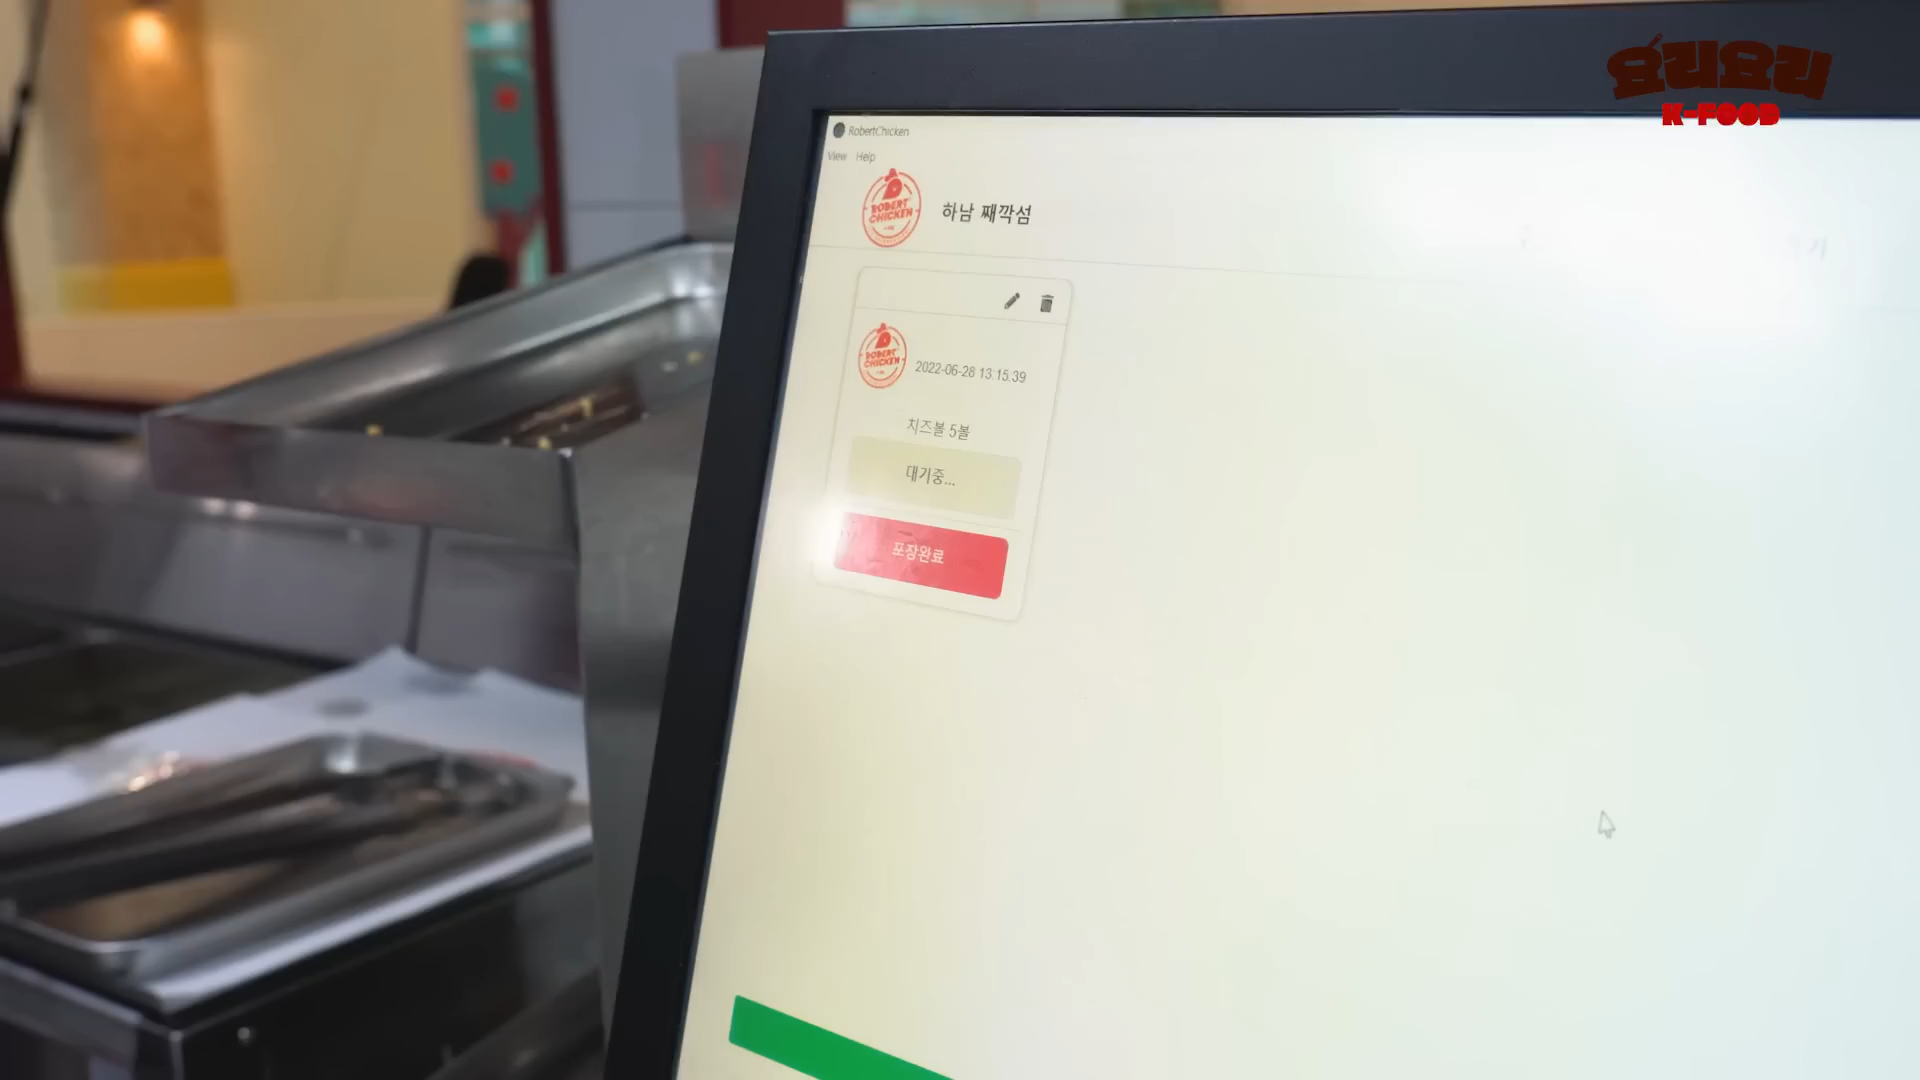 요리요리
K-FOOD
RobertChicken
View Help
ROBERT
CHICKEN
하남 째깍섬
ROBERT
CHICKEN
2022-06-28 13:15:39
치즈볼 5볼
대기중...
포장완료